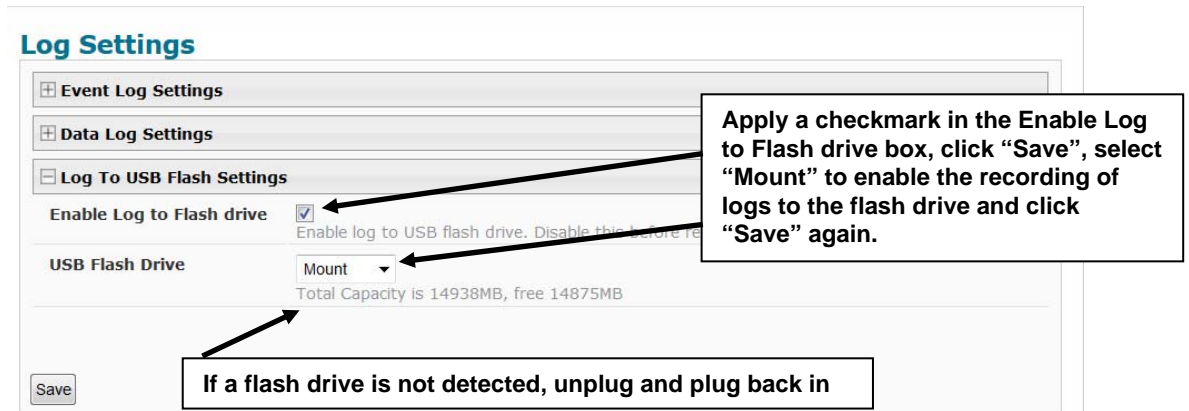 Log Settings
Event Log Settings
Data Log Settings
Log To USB Flash Settings
Enable Log to Flash drive
Enable log to USB flash drive. Disable this before re
USB Flash Drive
Mount
Total Capacity is 14938MB, free 14875MB
Save
Apply a checkmark in the Enable Log
to Flash drive box, click “Save”, select
“Mount” to enable the recording of
logs to the flash drive and click
“Save” again.
If a flash drive is not detected, unplug and plug back in